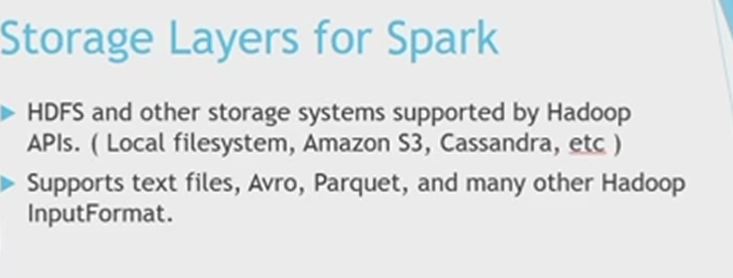 Storage Layers for Spark
HDFS and other storage systems supported by Hadoop
APIs. ( Local filesystem, Amazon S3, Cassandra, etc )
Supports text files, Avro, Parquet, and many other Hadoop
InputFormat.